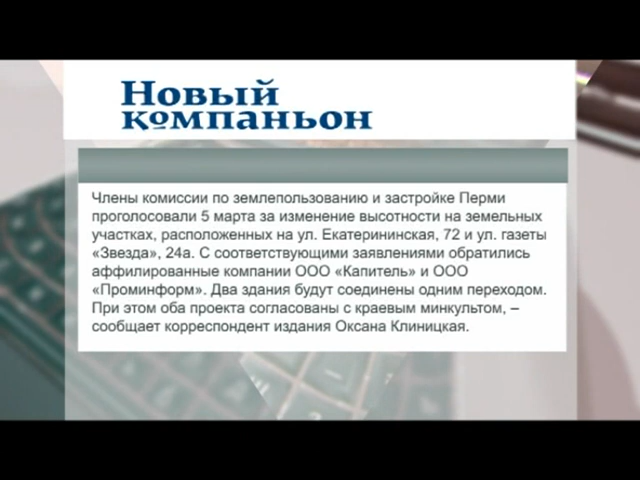 Новый
компаньон
Члены комиссии по землепользованию и застройке Перми
проголосовали 5 марта за изменение высотности на земельных
участках, расположенных на ул. Екатерининская, 72 и ул. газеты
«Звезда», 24а. С соответствующими заявлениями обратились
аффилированные компании ООО «Капитель» и ООО
«Проминформ». Два здания будут соединены одним переходом.
При этом оба проекта согласованы с краевым минкультом, –
сообщает корреспондент издания Оксана Клиницкая.